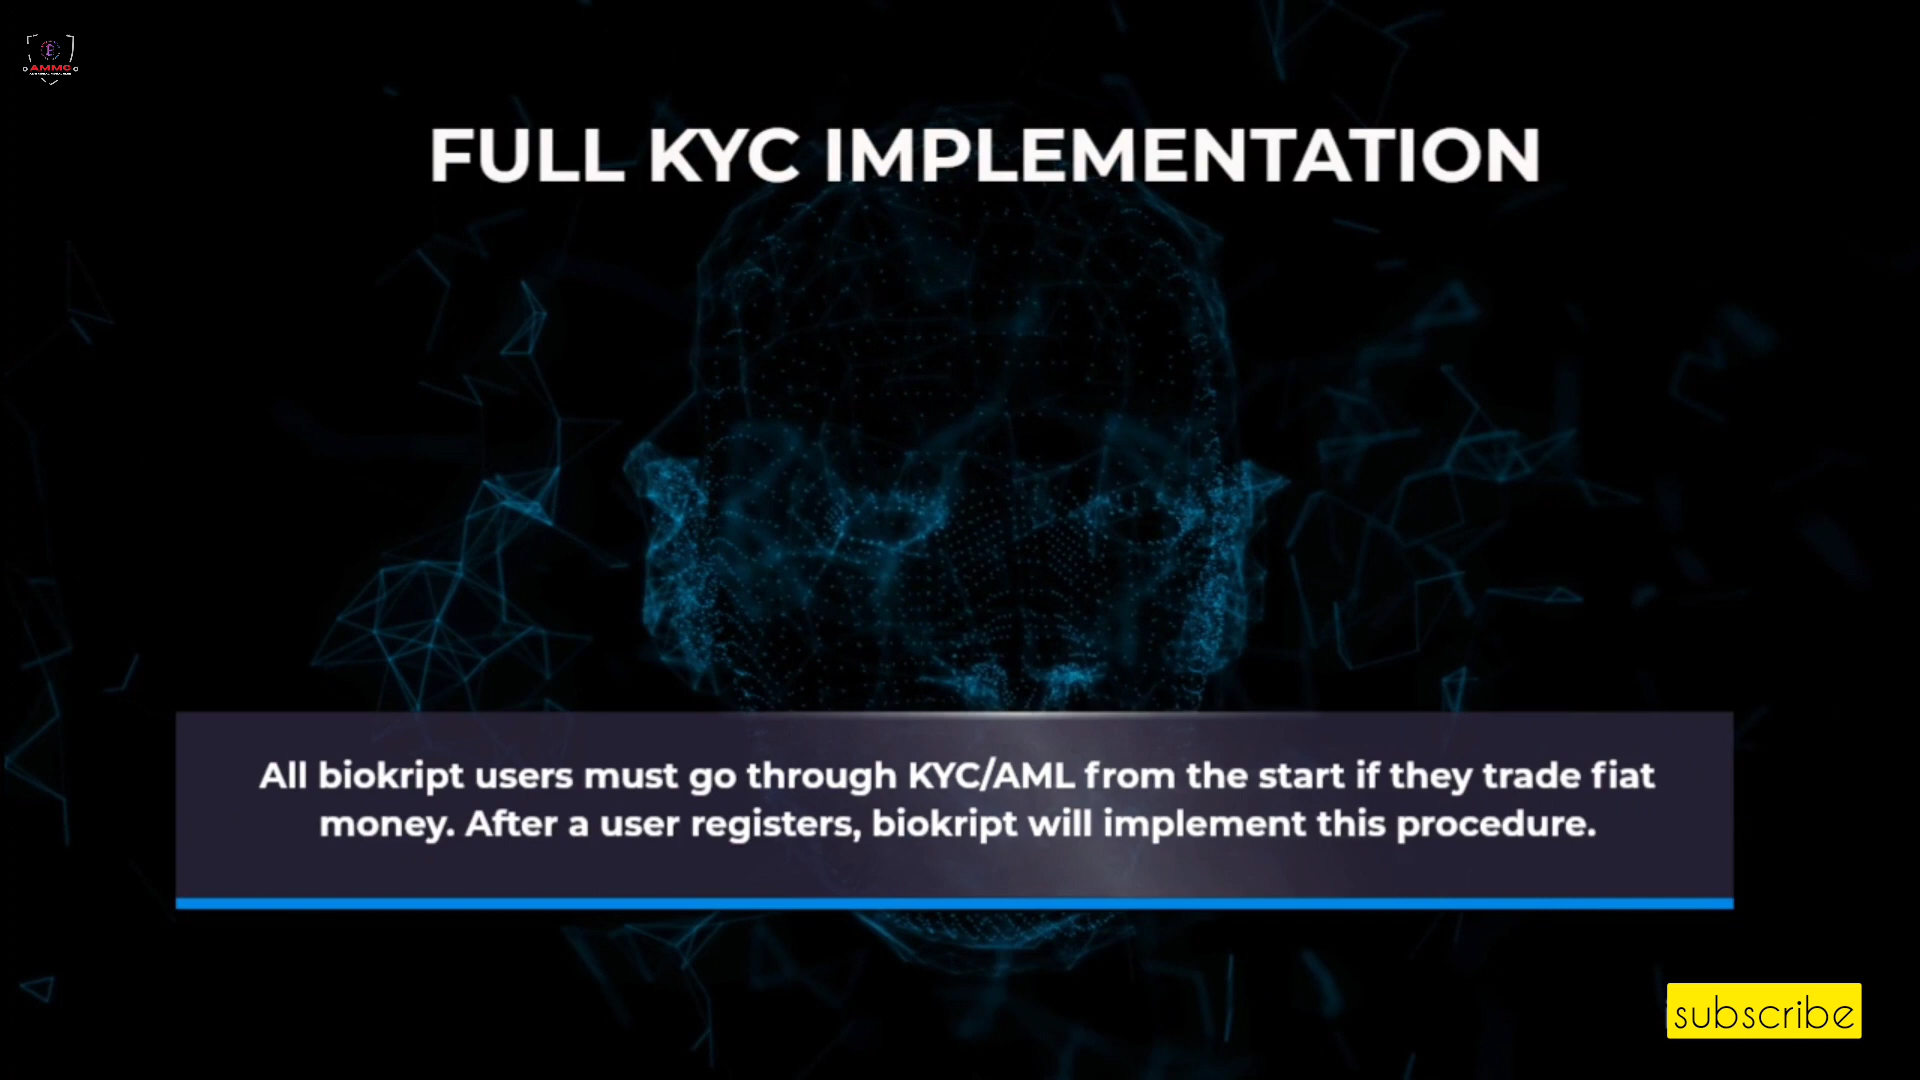 AMMC
FULL KYC IMPLEMENTATION
All biokript users must go through KYC/AML from the start if they trade fiat
money. After a user registers, biokript will implement this procedure.
subscribe